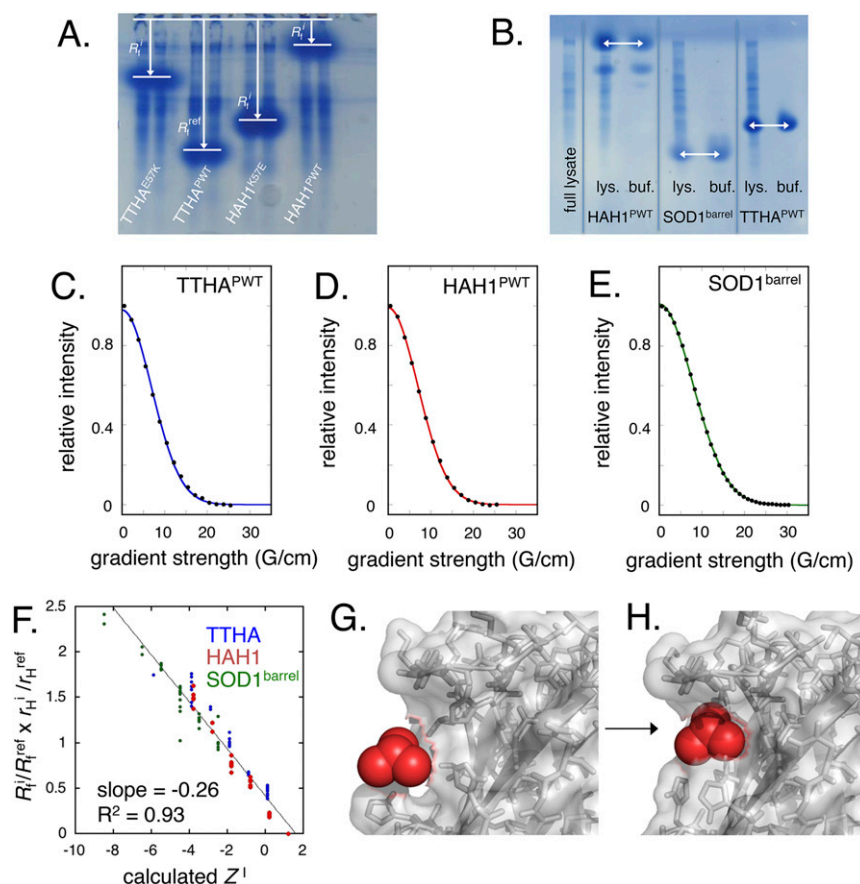 A.
R_f^i
R_f^ref
R_f^i
R_f^i
TTHA^E57K
TTHA^PWT
HAH1^K57E
HAH1^PWT
B.
full lysate
lys. buf. lys. buf. lys. buf.
HAH1^PWT SOD1^barrel TTHA^PWT
C.
TTHA^PWT
relative intensity
0.8
0.4
0
0 10 20 30
gradient strength (G/cm)
D.
HAH1^PWT
relative intensity
0.8
0.4
0
0 10 20 30
gradient strength (G/cm)
E.
SOD1^barrel
relative intensity
0.8
0.4
0
0 10 20 30
gradient strength (G/cm)
F.
R_f^i/R_f^ref x r_H^i/r_H^ref
2.5
2
1.5
1
0.5
0
TTHA
HAH1
SOD1^barrel
slope = -0.26
R² = 0.93
-10 -8 -6 -4 -2 0 2
calculated Z^I
G.
H.